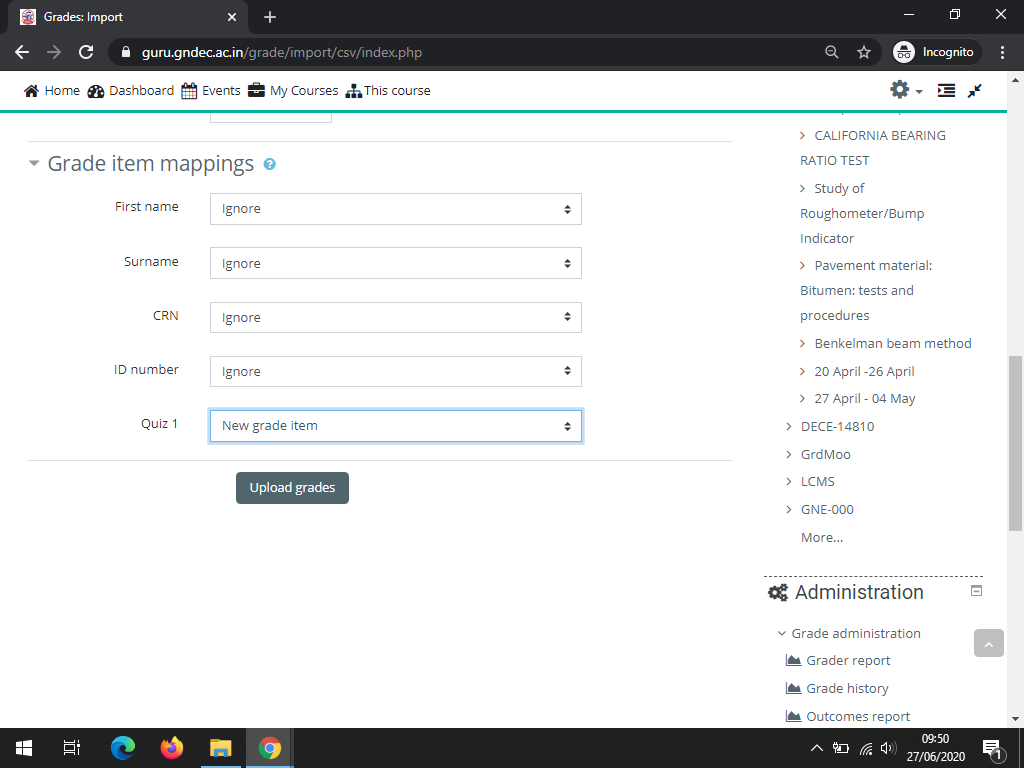 Grades: Import
guru.gndec.ac.in/grade/import/csv/index.php
Incognito
Home
Dashboard
Events
My Courses
This course
Grade item mappings
First name
Ignore
Surname
Ignore
CRN
Ignore
ID number
Ignore
Quiz 1
New grade item
Upload grades
CALIFORNIA BEARING
RATIO TEST
Study of
Roughometer/Bump
Indicator
Pavement material:
Bitumen: tests and
procedures
Benkelman beam method
20 April -26 April
27 April - 04 May
DECE-14810
GrdMoo
LCMS
GNE-000
More...
Administration
Grade administration
Grader report
Grade history
Outcomes report
09:50
27/06/2020
1